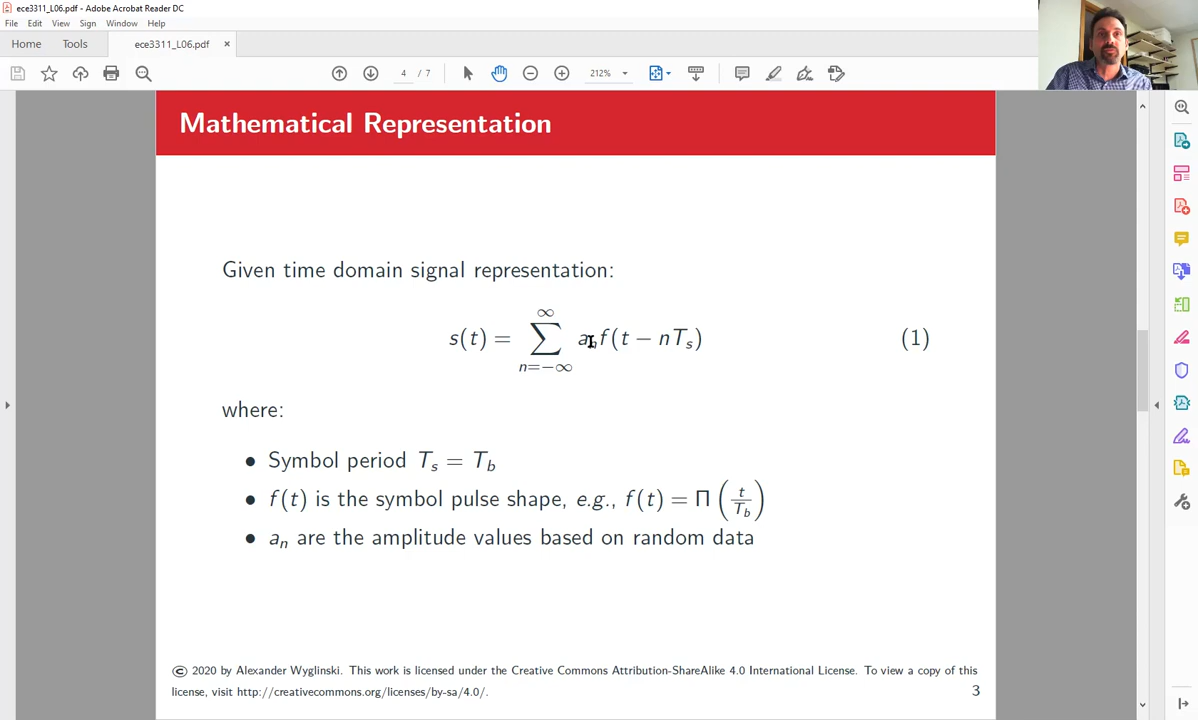 ece3311_L06.pdf - Adobe Acrobat Reader DC
File Edit View Sign Window Help
Home Tools ece3311_L06.pdf ×
4 / 7 212%
Mathematical Representation
Given time domain signal representation:
s(t) = ∑_{n=−∞}^{∞} a_n f(t − nT_s) (1)
where:
• Symbol period T_s = T_b
• f(t) is the symbol pulse shape, e.g., f(t) = Π(t/T_b)
• a_n are the amplitude values based on random data
© 2020 by Alexander Wyglinski. This work is licensed under the Creative Commons Attribution-ShareAlike 4.0 International License. To view a copy of this
license, visit http://creativecommons.org/licenses/by-sa/4.0/.
3